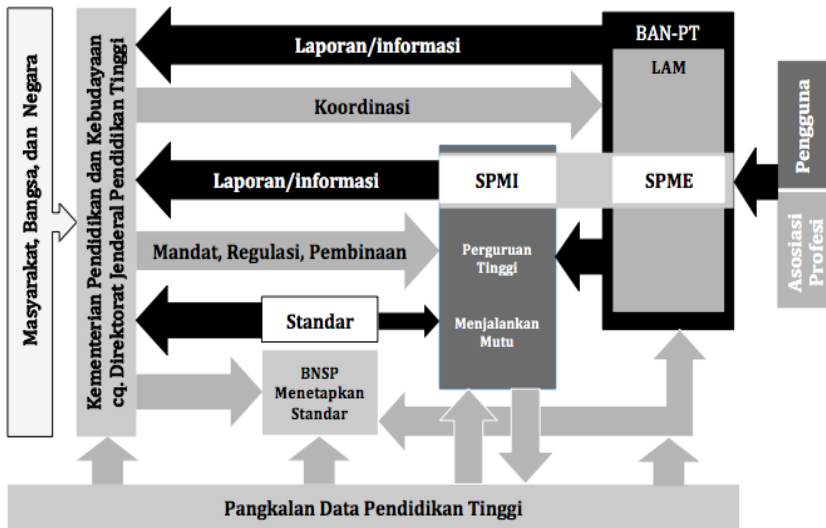 Masyarakat, Bangsa, dan Negara
Kementerian Pendidikan dan Kebudayaan
cq. Direktorat Jenderal Pendidikan Tinggi
Laporan/informasi
BAN-PT
LAM
Koordinasi
Pengguna
Laporan/informasi
SPMI
SPME
Asosiasi
Profesi
Mandat, Regulasi, Pembinaan
Perguruan
Tinggi
Standar
Menjalankan
Mutu
BNSP
Menetapkan
Standar
Pangkalan Data Pendidikan Tinggi